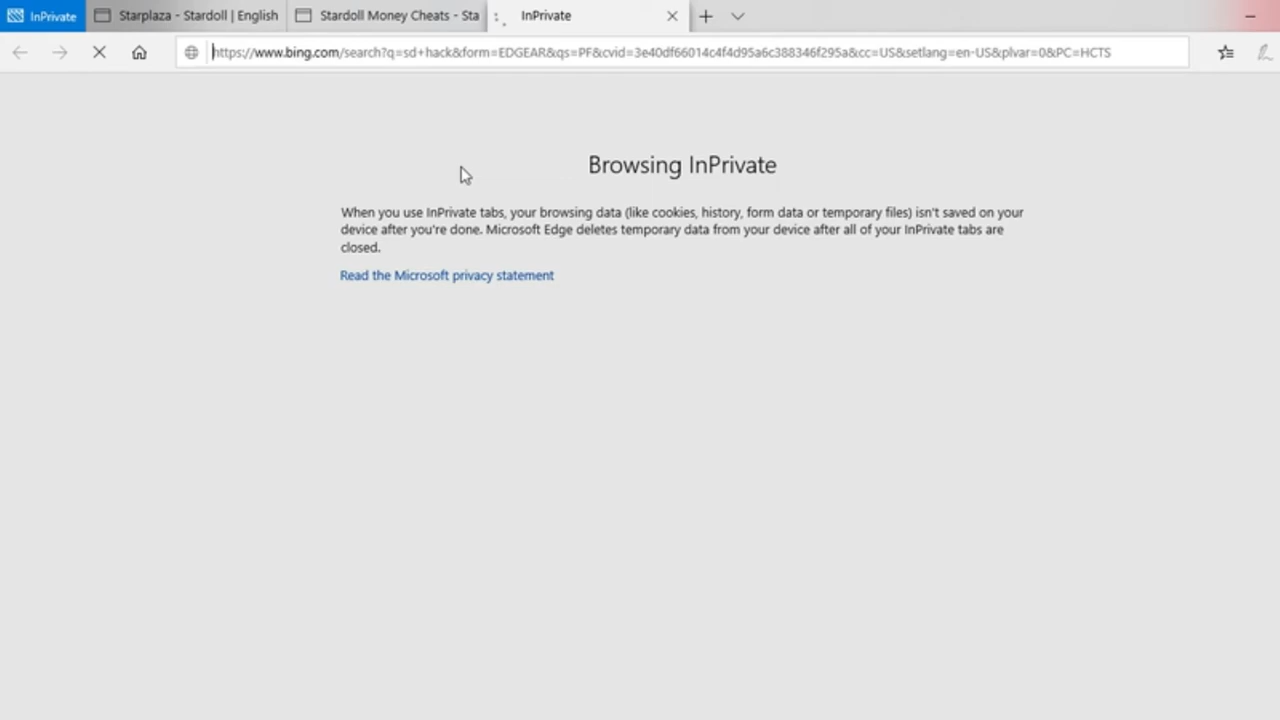 InPrivate
Starplaza - Stardoll | English
Stardoll Money Cheats - Sta
InPrivate
https://www.bing.com/search?q=sd+hack&form=EDGEAR&qs=PF&cvid=3e40df66014c4f4d95a6c388346f295a&cc=US&setlang=en-US&plvar=0&PC=HCTS
Browsing InPrivate
When you use InPrivate tabs, your browsing data (like cookies, history, form data or temporary files) isn't saved on your
device after you're done. Microsoft Edge deletes temporary data from your device after all of your InPrivate tabs are
closed.
Read the Microsoft privacy statement